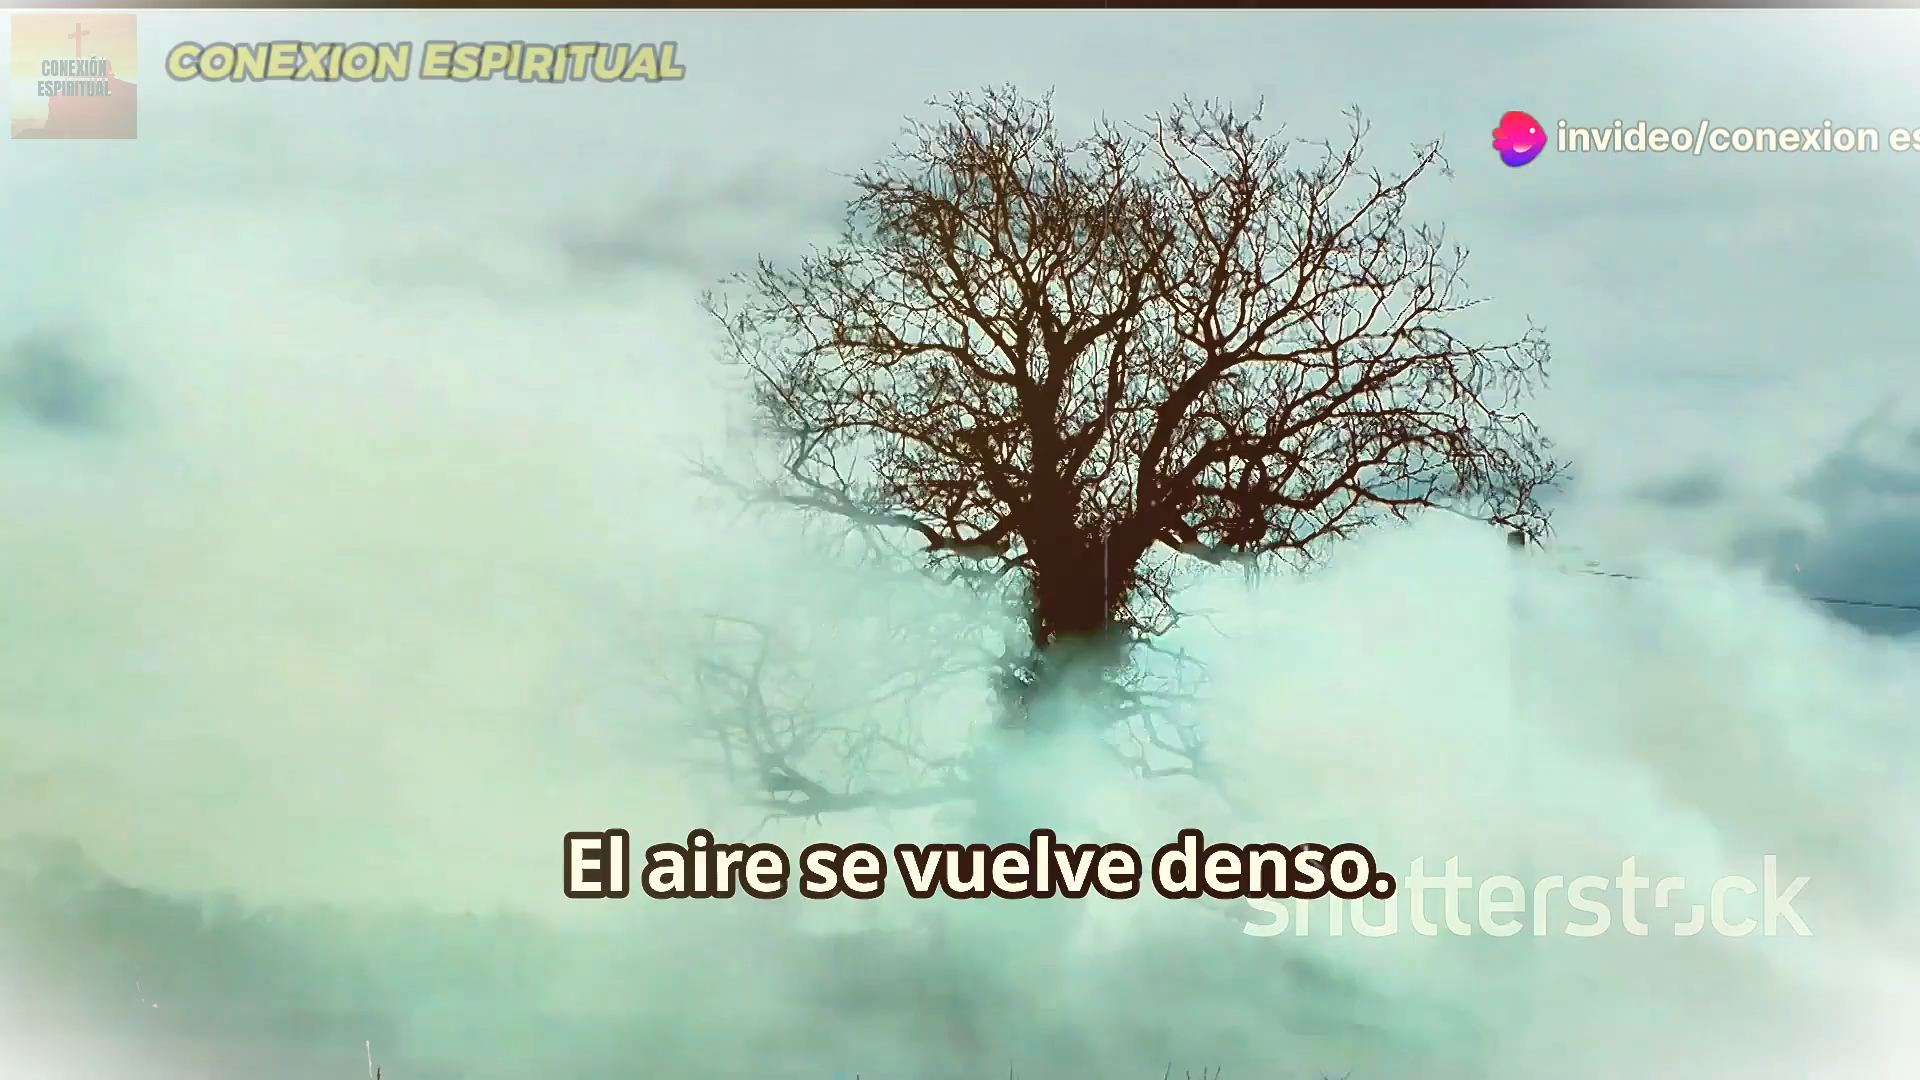 CONEXIÓN
ESPIRITUAL
CONEXION ESPIRITUAL
invideo/conexion es
El aire se vuelve denso.
shutterstock